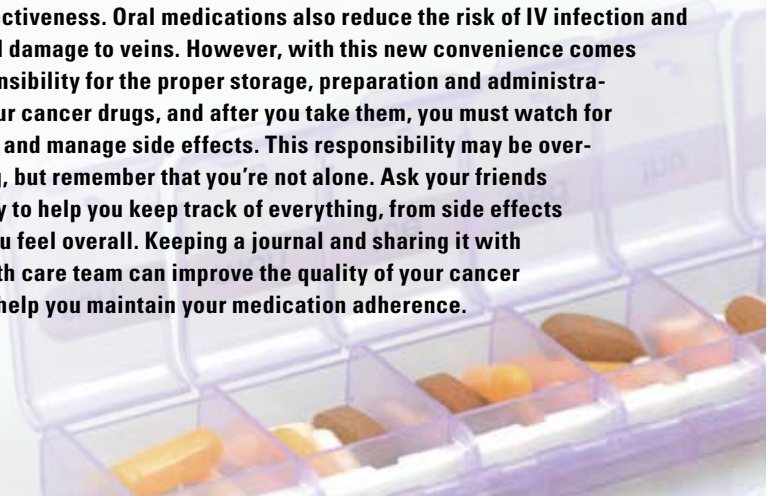 ctiveness. Oral medications also reduce the risk of IV infection and
d damage to veins. However, with this new convenience comes
nsibility for the proper storage, preparation and administra-
ur cancer drugs, and after you take them, you must watch for
and manage side effects. This responsibility may be over-
g, but remember that you’re not alone. Ask your friends
y to help you keep track of everything, from side effects
u feel overall. Keeping a journal and sharing it with
th care team can improve the quality of your cancer
help you maintain your medication adherence.